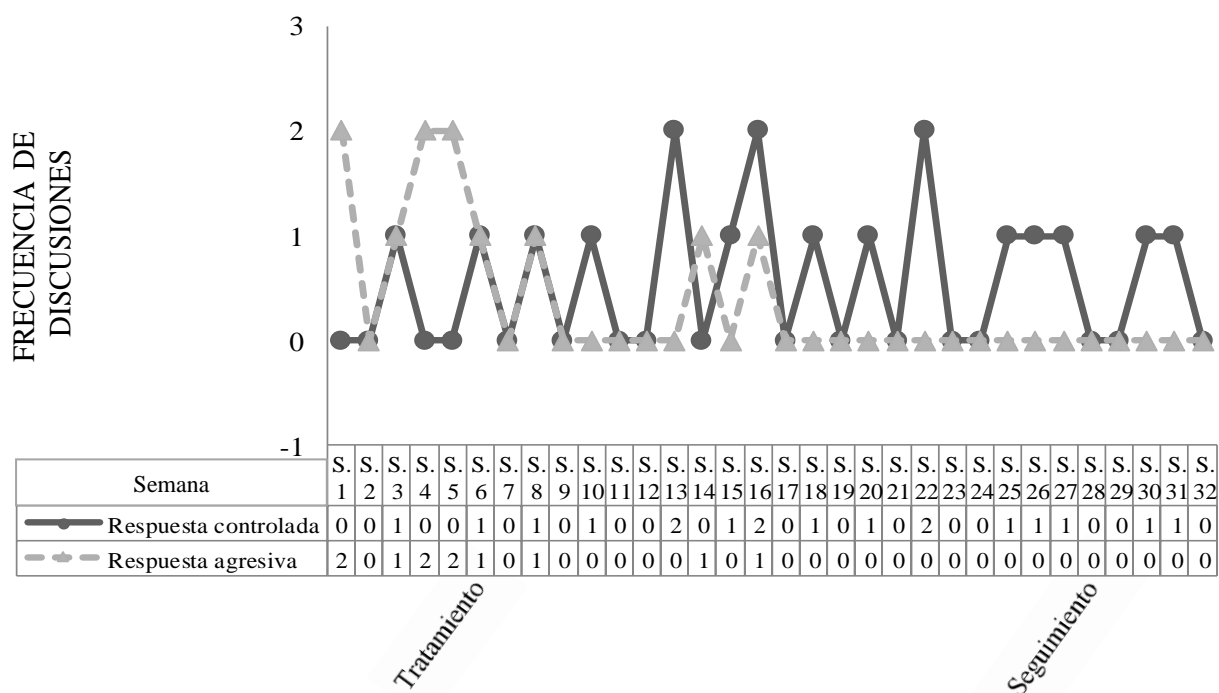 3
2
1
0
-1
FRECUENCIA DE
DISCUSIONES
Semana S. 1 S. 2 S. 3 S. 4 S. 5 S. 6 S. 7 S. 8 S. 9 S. 10 S. 11 S. 12 S. 13 S. 14 S. 15 S. 16 S. 17 S. 18 S. 19 S. 20 S. 21 S. 22 S. 23 S. 24 S. 25 S. 26 S. 27 S. 28 S. 29 S. 30 S. 31 S. 32
Respuesta controlada 0 0 1 0 0 1 0 1 0 1 0 0 2 0 1 2 0 1 0 1 0 2 0 0 1 1 1 0 0 1 1 0
Respuesta agresiva 2 0 1 2 2 1 0 1 0 0 0 0 0 1 0 1 0 0 0 0 0 0 0 0 0 0 0 0 0 0 0 0
Tratamiento
Seguimiento